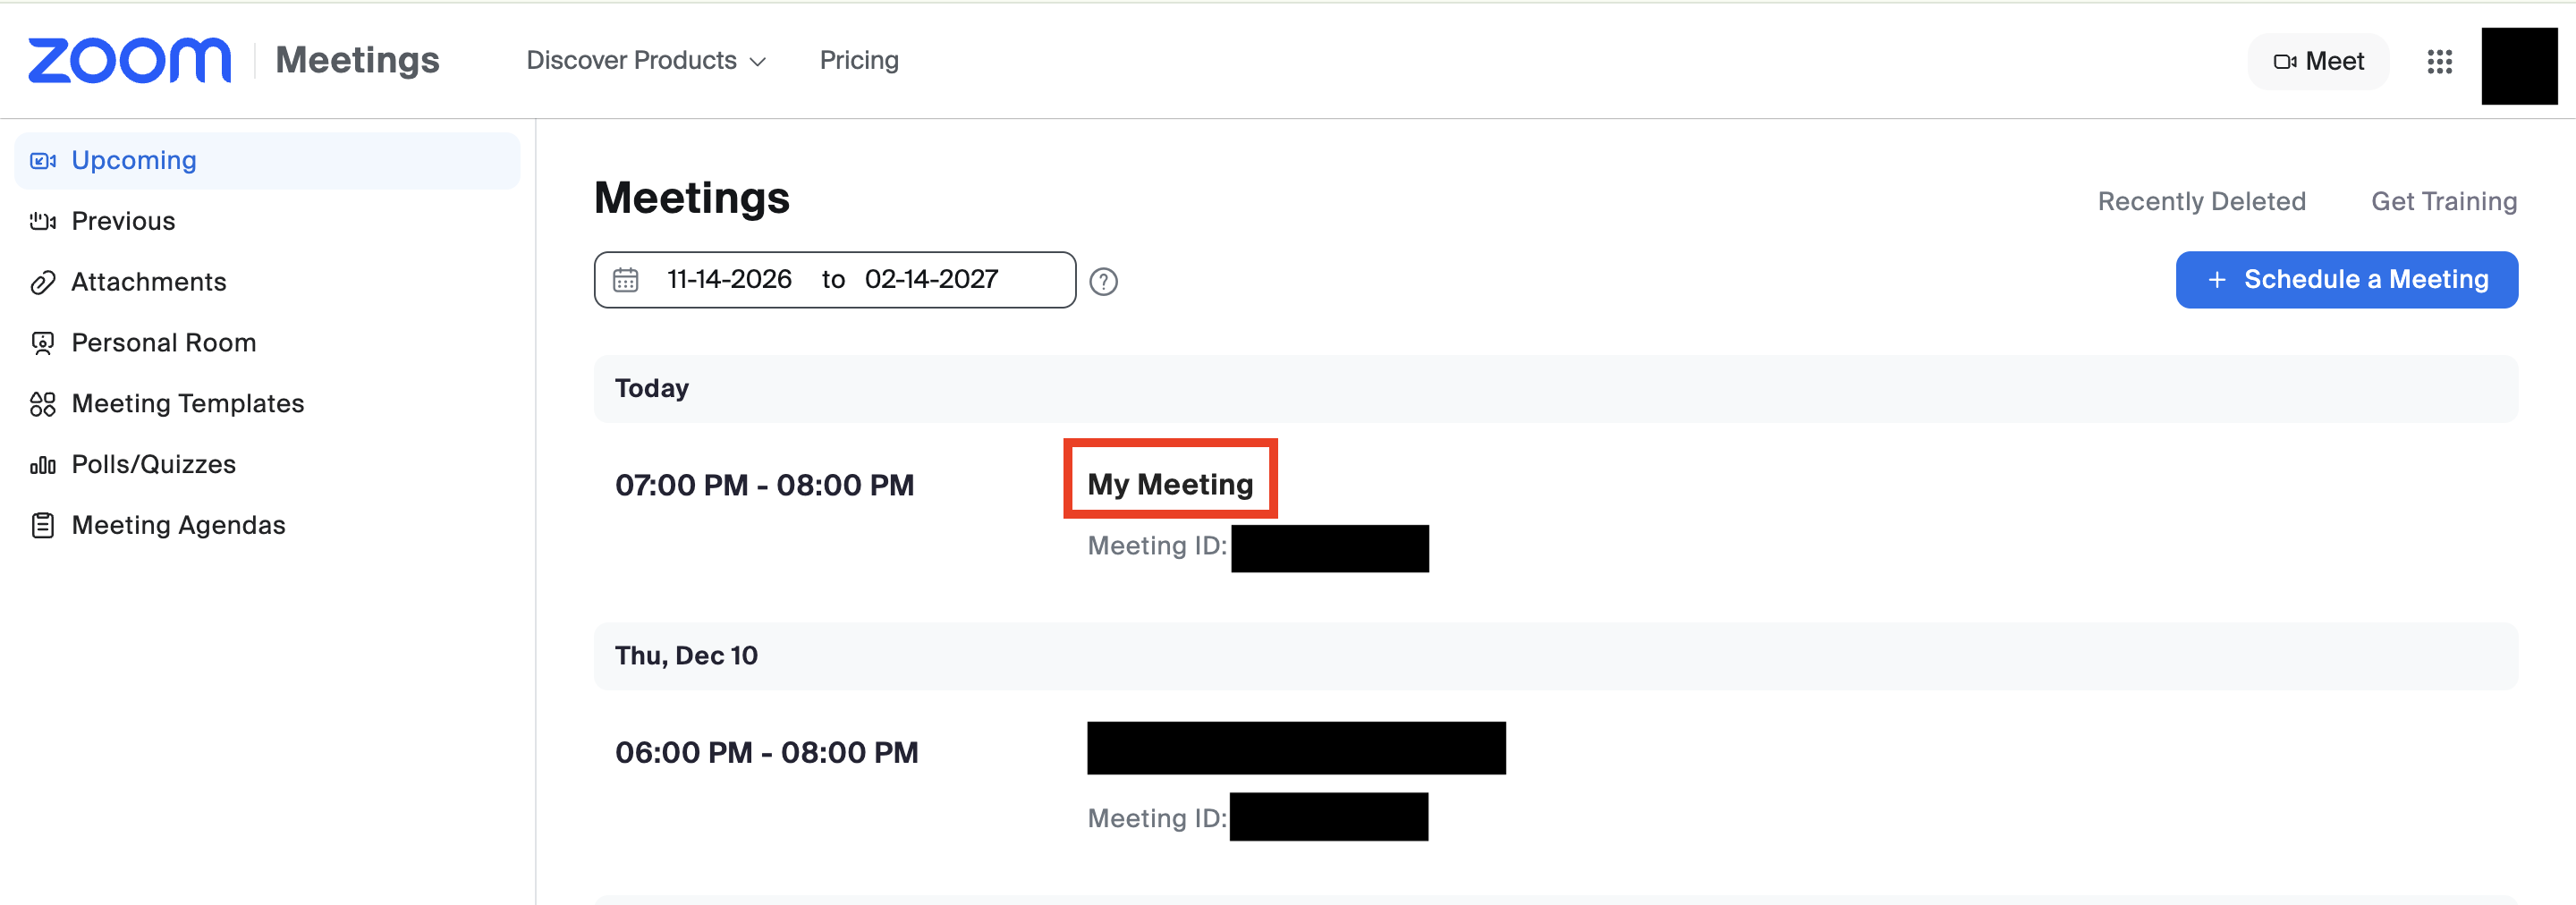 zoom Meetings Discover Products Pricing Meet
Upcoming
Previous
Attachments
Personal Room
Meeting Templates
Polls/Quizzes
Meeting Agendas
Meetings
Recently Deleted Get Training
11-14-2026 to 02-14-2027 ?
+ Schedule a Meeting
Today
07:00 PM - 08:00 PM My Meeting
Meeting ID:
Thu, Dec 10
06:00 PM - 08:00 PM
Meeting ID: